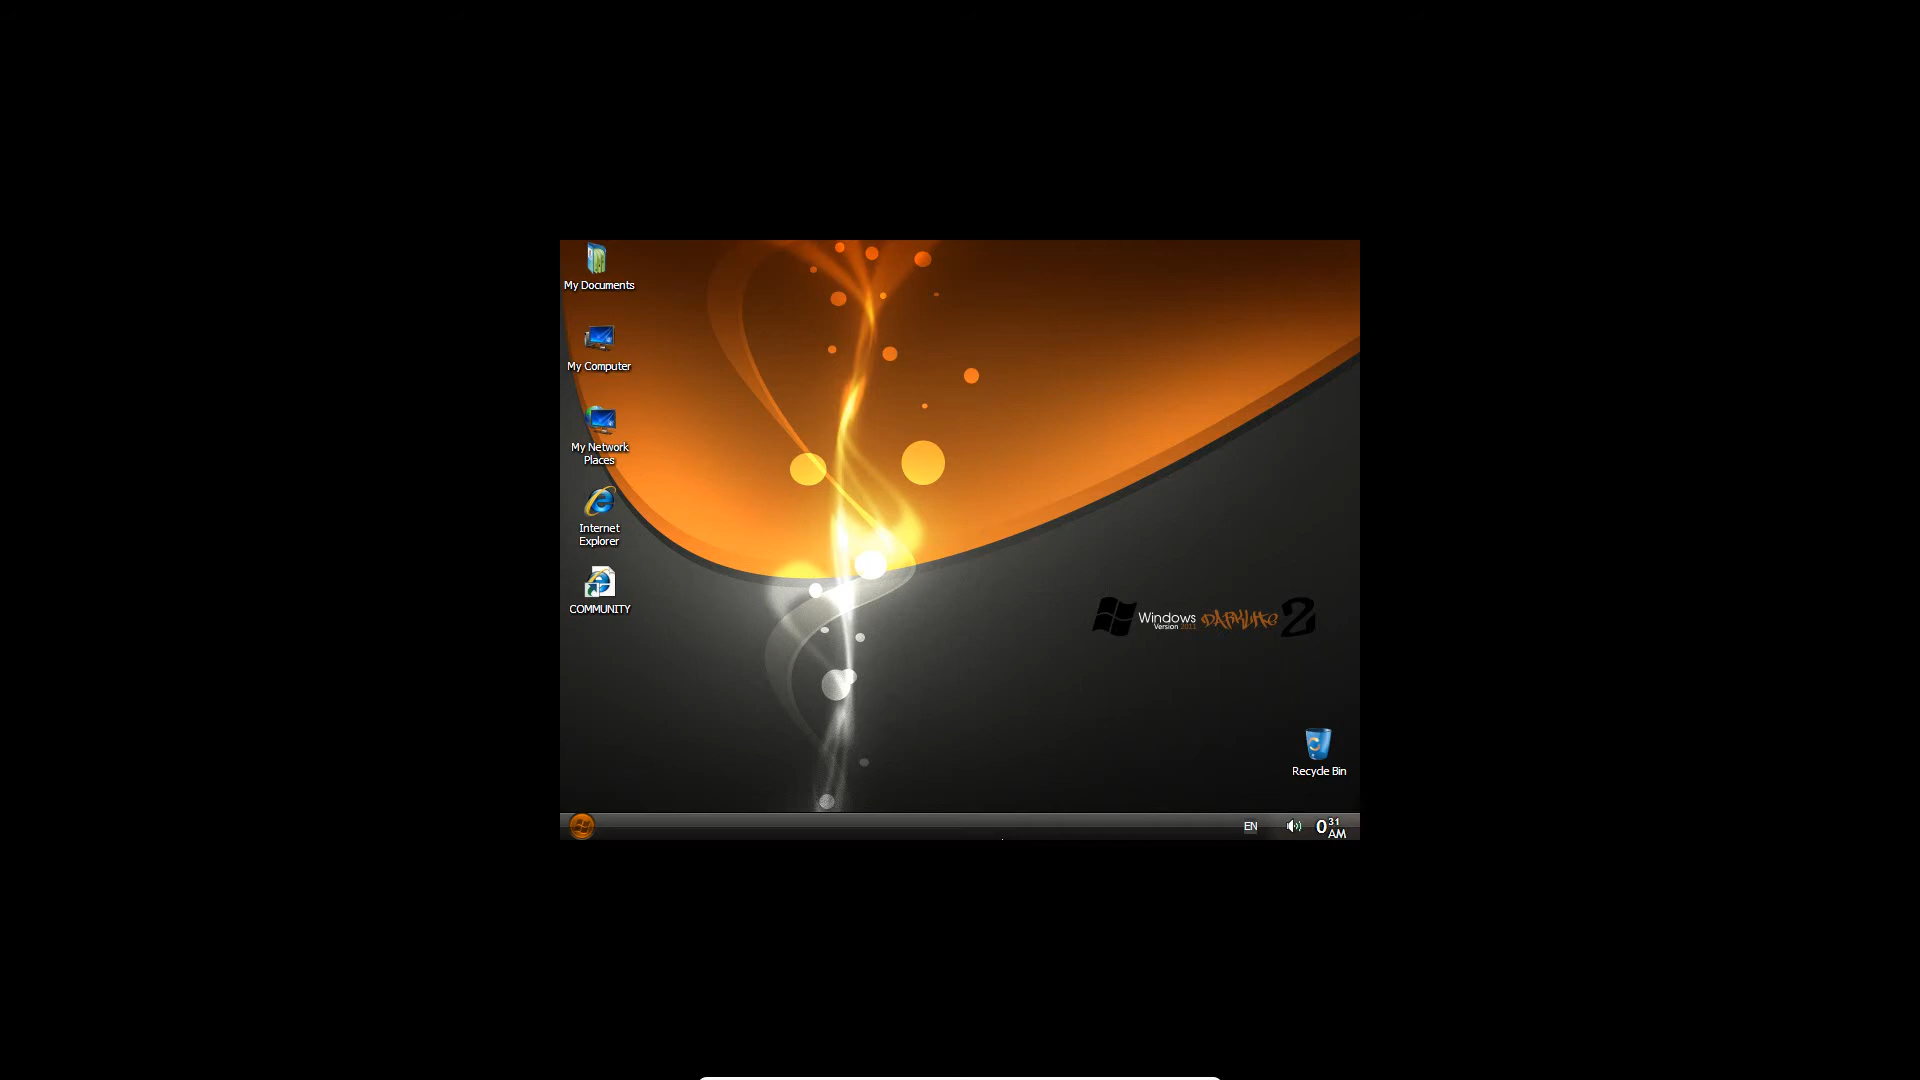 My Documents
My Computer
My Network
Places
Internet
Explorer
COMMUNITY
Windows
Version 2011
DARKLITE 2
Recycle Bin
EN
0 31
AM